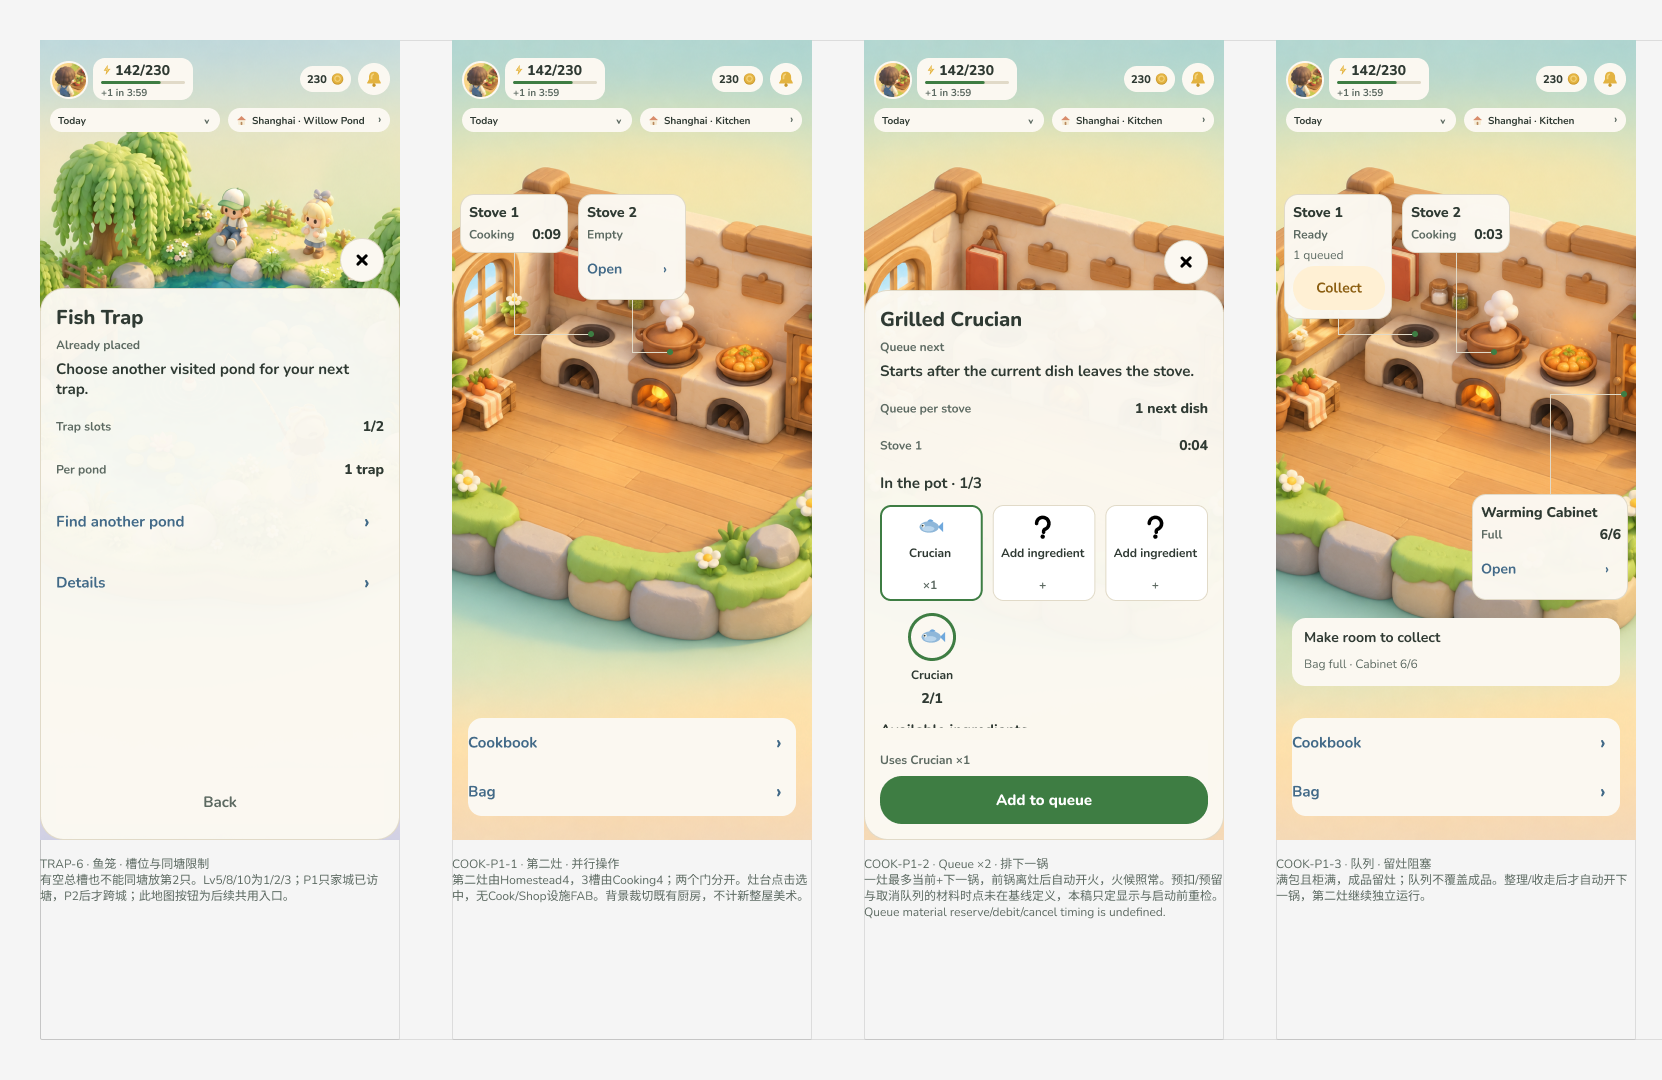 142/230
+1 in 3:59
230
Today
Shanghai · Willow Pond
Fish Trap
Already placed
Choose another visited pond for your next
trap.
Trap slots 1/2
Per pond 1 trap
Find another pond
Details
Back
TRAP-6 · 鱼笼 · 槽位与同塘限制
有空总槽也不能同塘放第2只。Lv5/8/10为1/2/3；P1只家城已访
塘，P2后才跨城；此地图按钮为后续共用入口。
142/230
+1 in 3:59
230
Today
Shanghai · Kitchen
Stove 1
Cooking 0:09
Stove 2
Empty
Open
Cookbook
Bag
COOK-P1-1 · 第二灶 · 并行操作
第二灶由Homestead4，3槽由Cooking4；两个门分开。灶台点击选
中，无Cook/Shop设施FAB。背景裁切既有厨房，不计新整屋美术。
142/230
+1 in 3:59
230
Today
Shanghai · Kitchen
Grilled Crucian
Queue next
Starts after the current dish leaves the stove.
Queue per stove 1 next dish
Stove 1 0:04
In the pot · 1/3
Crucian
×1
Add ingredient
+
Add ingredient
+
Crucian
2/1
Available ingredients
Uses Crucian ×1
Add to queue
COOK-P1-2 · Queue ×2 · 排下一锅
一灶最多当前+下一锅，前锅离灶后自动开火，火候照常。预扣/预留
与取消队列的材料时点未在基线定义，本稿只定显示与启动前重检。
Queue material reserve/debit/cancel timing is undefined.
142/230
+1 in 3:59
230
Today
Shanghai · Kitchen
Stove 1
Ready
1 queued
Collect
Stove 2
Cooking 0:03
Warming Cabinet
Full 6/6
Open
Make room to collect
Bag full · Cabinet 6/6
Cookbook
Bag
COOK-P1-3 · 队列 · 留灶阻塞
满包且柜满，成品留灶；队列不覆盖成品。整理/收走后才自动开下
一锅，第二灶继续独立运行。